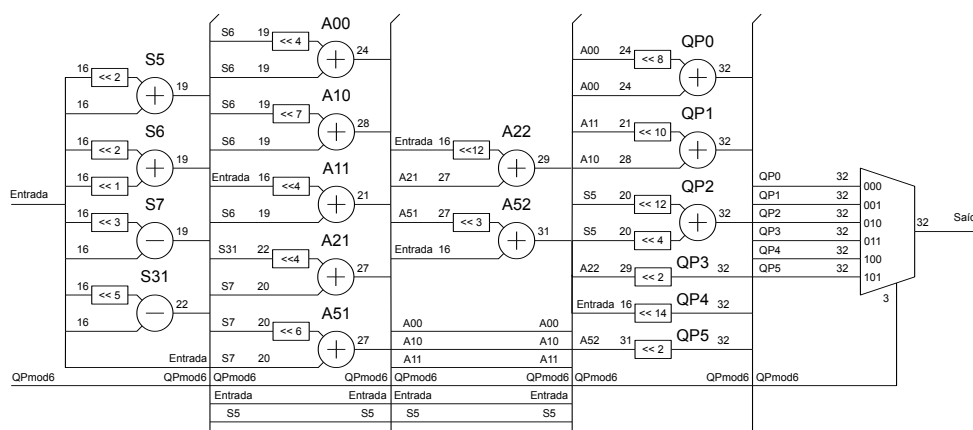 S5
16
<< 2
16
19
S6
16
<< 2
16
<< 1
19
Entrada
S7
16
<< 3
16
19
S31
16
<< 5
16
22
Entrada
QPmod6
QPmod6
A00
S6 19
<< 4
24
S6 19
A10
S6 19
<< 7
28
S6 19
A11
Entrada 16
<<4
21
S6 19
A21
S31 22
<<4
27
S7 20
A51
S7 20
<< 6
27
S7 20
QPmod6
QPmod6
Entrada
Entrada
S5
S5
A22
Entrada 16
<<12
29
A21 27
A52
A51 27
<< 3
31
Entrada 16
A00
A00
A10
A10
A11
A11
QPmod6
QPmod6
Entrada
Entrada
S5
S5
QP0
A00 24
<< 8
32
A00 24
QP1
A11 21
<< 10
32
A10 28
QP2
S5 20
<< 12
32
S5 20
<< 4
QP3
A22 29
<< 2
32
QP4
Entrada 16
<< 14
32
QP5
A52 31
<< 2
32
QPmod6
QPmod6
QPmod6
QP0 32
000
QP1 32
001
QP2 32
010
QP3 32
011
QP4 32
100
QP5 32
101
32
3